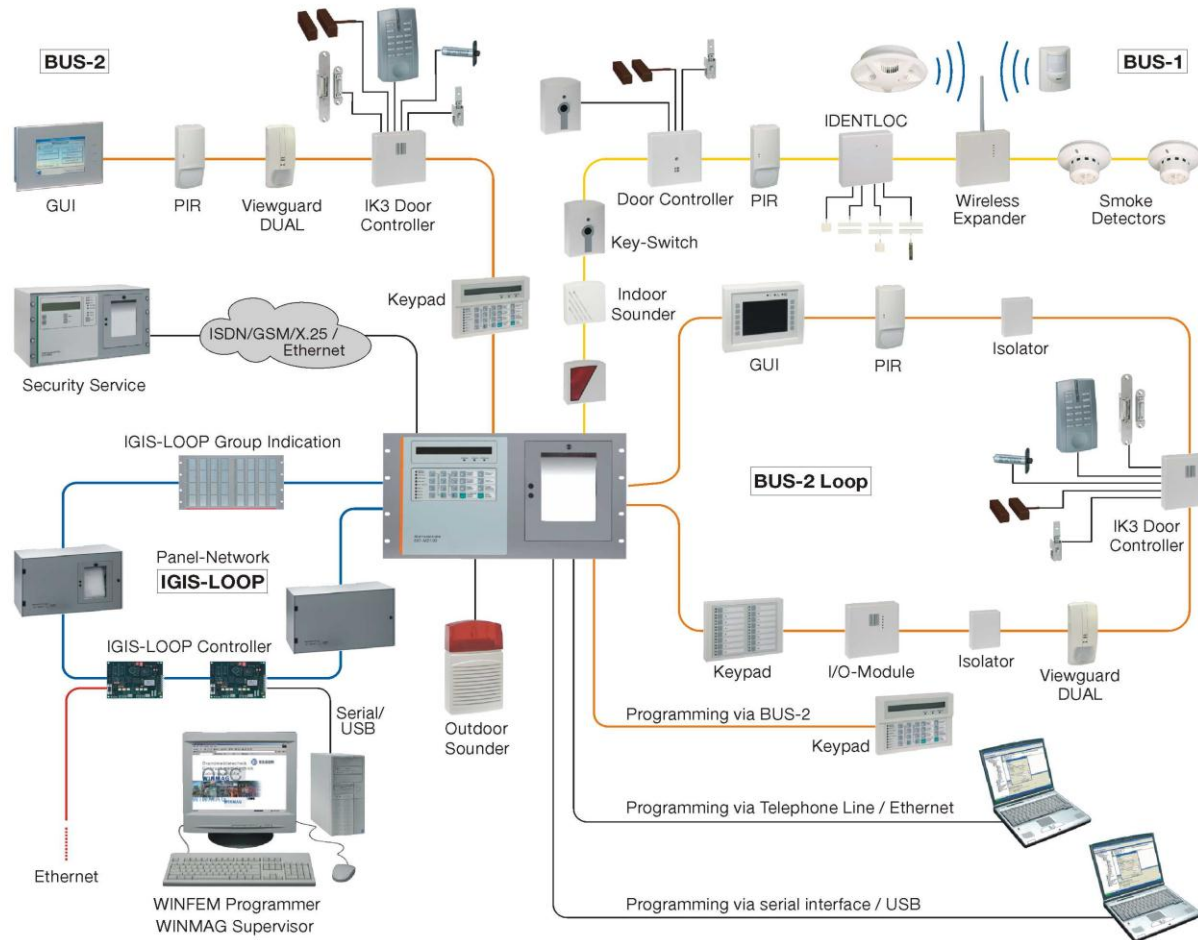 BUS-2
BUS-1
IDENTLOC
GUI
PIR
Viewguard
DUAL
IK3 Door
Controller
Door Controller
PIR
Wireless
Expander
Smoke
Detectors
Key-Switch
Keypad
Indoor
Sounder
ISDN/GSM/X.25 /
Ethernet
GUI
PIR
Isolator
Security Service
IGIS-LOOP Group Indication
BUS-2 Loop
Panel-Network
IGIS-LOOP
IK3 Door
Controller
IGIS-LOOP Controller
Keypad
I/O-Module
Isolator
Viewguard
DUAL
Serial/
USB
Outdoor
Sounder
Programming via BUS-2
Keypad
WINMAG
Programming via Telephone Line / Ethernet
Ethernet
WINFEM Programmer
WINMAG Supervisor
Programming via serial interface / USB